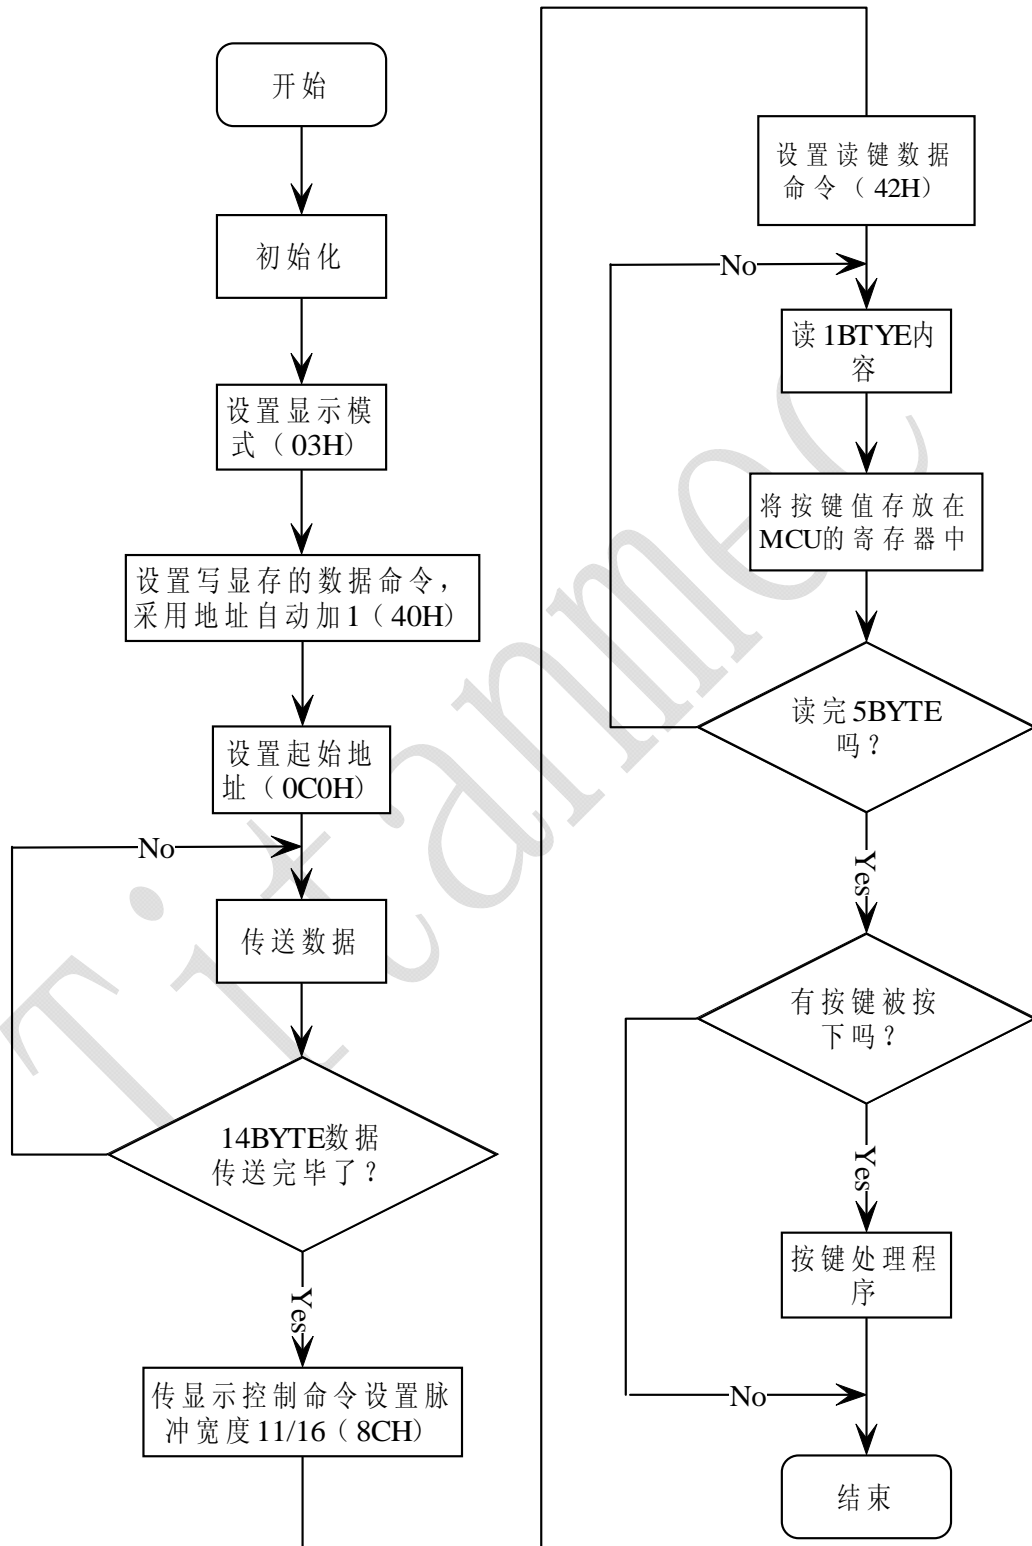 开始
初始化
设置显示模
式（03H）
设置写显存的数据命令，
采用地址自动加1（40H）
设置起始地
址（0C0H）
No
传送数据
14BYTE数据
传送完毕了？
Yes
传显示控制命令设置脉
冲宽度11/16（8CH）
设置读键数据
命令（42H）
No
读1BTYE内
容
将按键值存放在
MCU的寄存器中
读完5BYTE
吗？
Yes
有按键被按
下吗？
Yes
按键处理程
序
No
结束
Titanmec